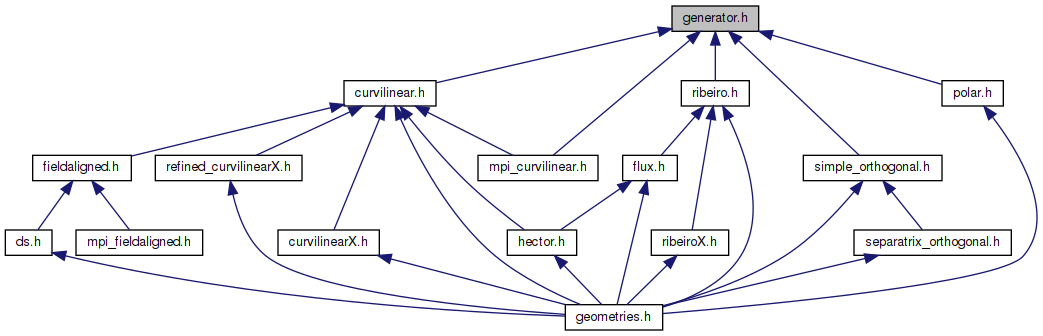 generator.h
curvilinear.h
ribeiro.h
polar.h
fieldaligned.h
refined_curvilinearX.h
mpi_curvilinear.h
flux.h
simple_orthogonal.h
ds.h
mpi_fieldaligned.h
curvilinearX.h
hector.h
ribeiroX.h
separatrix_orthogonal.h
geometries.h